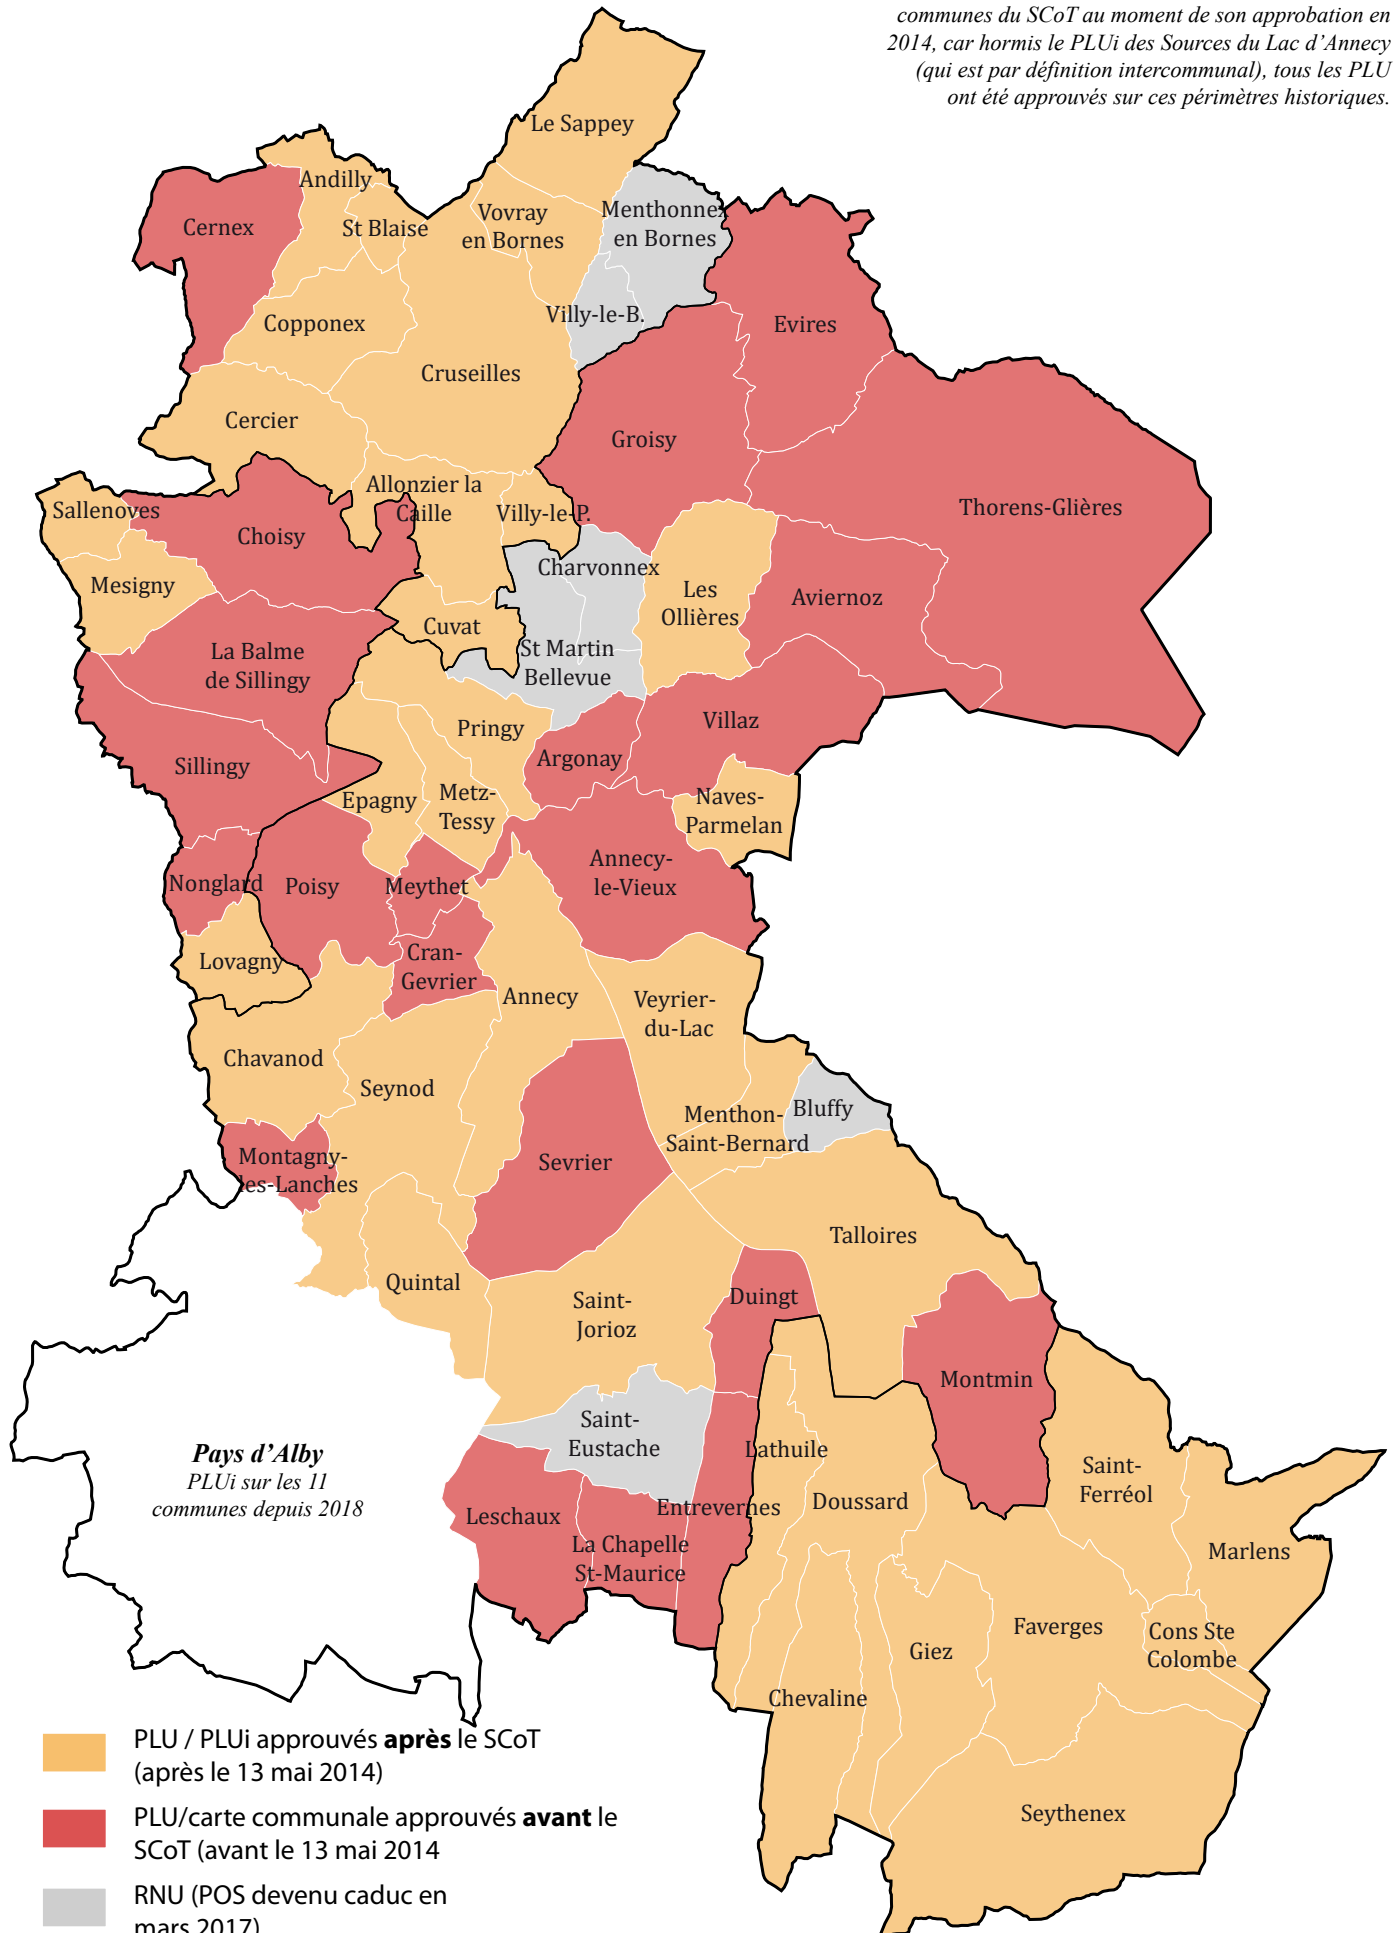 communes du SCoT au moment de son approbation en
2014, car hormis le PLUi des Sources du Lac d'Annecy
(qui est par définition intercommunal), tous les PLU
ont été approuvés sur ces périmètres historiques.
Le Sappey
Andilly
Cernex
St Blaise
Vovray
en Bornes
Menthonnex
en Bornes
Villy-le-B.
Copponex
Evires
Cruseilles
Cercier
Groisy
Allonzier la
Caille
Villy-le-P.
Sallenoves
Choisy
Thorens-Glières
Mesigny
Charvonnex
Les
Ollières
Aviernoz
Cuvat
La Balme
de Sillingy
St Martin
Bellevue
Pringy
Villaz
Sillingy
Argonay
Epagny
Metz-
Tessy
Naves-
Parmelan
Nonglard
Poisy
Meythet
Annecy-
le-Vieux
Lovagny
Cran-
Gevrier
Annecy
Veyrier-
du-Lac
Chavanod
Seynod
Menthon-
Saint-Bernard
Bluffy
Montagny-
les-Lanches
Sevrier
Talloires
Quintal
Saint-
Jorioz
Duingt
Montmin
Saint-
Eustache
Lathuile
Pays d'Alby
PLUi sur les 11
communes depuis 2018
Leschaux
La Chapelle
St-Maurice
Entrevernes
Doussard
Saint-
Ferréol
Marlens
Faverges
Cons Ste
Colombe
Giez
Chevaline
Seythenex
PLU / PLUi approuvés après le SCoT
(après le 13 mai 2014)
PLU/carte communale approuvés avant le
SCoT (avant le 13 mai 2014
RNU (POS devenu caduc en
mars 2017)